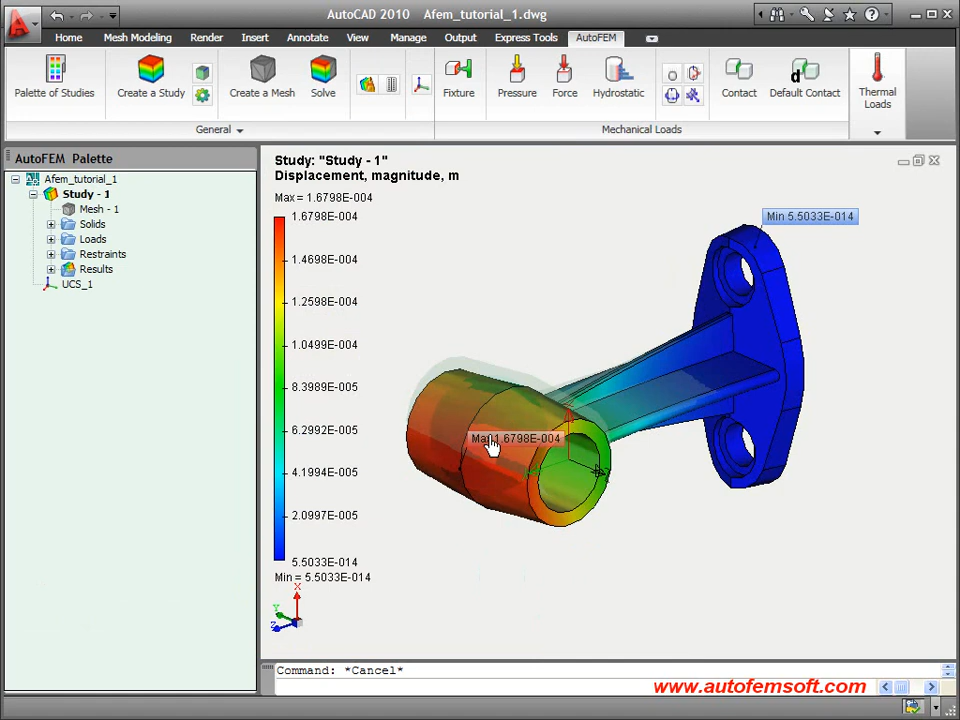 AutoCAD 2010 Afem_tutorial_1.dwg
Home Mesh Modeling Render Insert Annotate View Manage Output Express Tools AutoFEM
Palette of Studies Create a Study Create a Mesh Solve Fixture Pressure Force Hydrostatic Contact Default Contact Thermal
Loads
General Mechanical Loads
AutoFEM Palette
Afem_tutorial_1
Study - 1
Mesh - 1
Solids
Loads
Restraints
Results
UCS_1
Study: "Study - 1"
Displacement, magnitude, m
Max = 1.6798E-004
1.6798E-004
1.4698E-004
1.2598E-004
1.0499E-004
8.3989E-005
6.2992E-005
4.1994E-005
2.0997E-005
5.5033E-014
Min = 5.5033E-014
Min 5.5033E-014
Max 1.6798E-004
X
Y
Z
Command: *Cancel*
www.autofemsoft.com